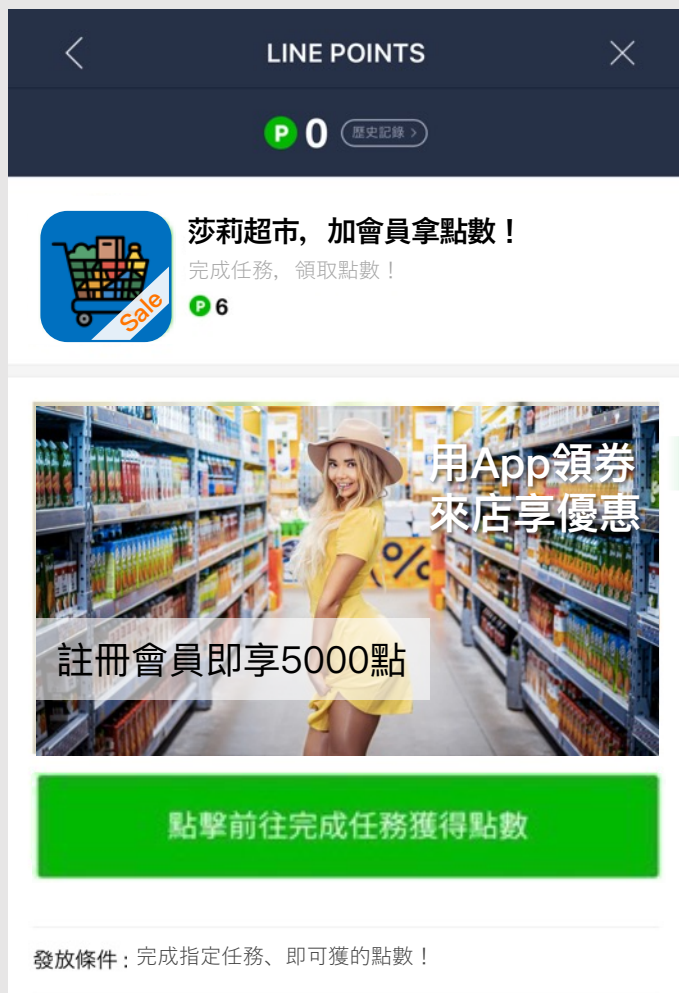 LINE POINTS
P 0 歷史記錄 >
莎莉超市，加會員拿點數！
完成任務，領取點數！
P 6
Sale
用App領券
來店享優惠
%
註冊會員即享5000點
點擊前往完成任務獲得點數
發放條件：完成指定任務、即可獲的點數！